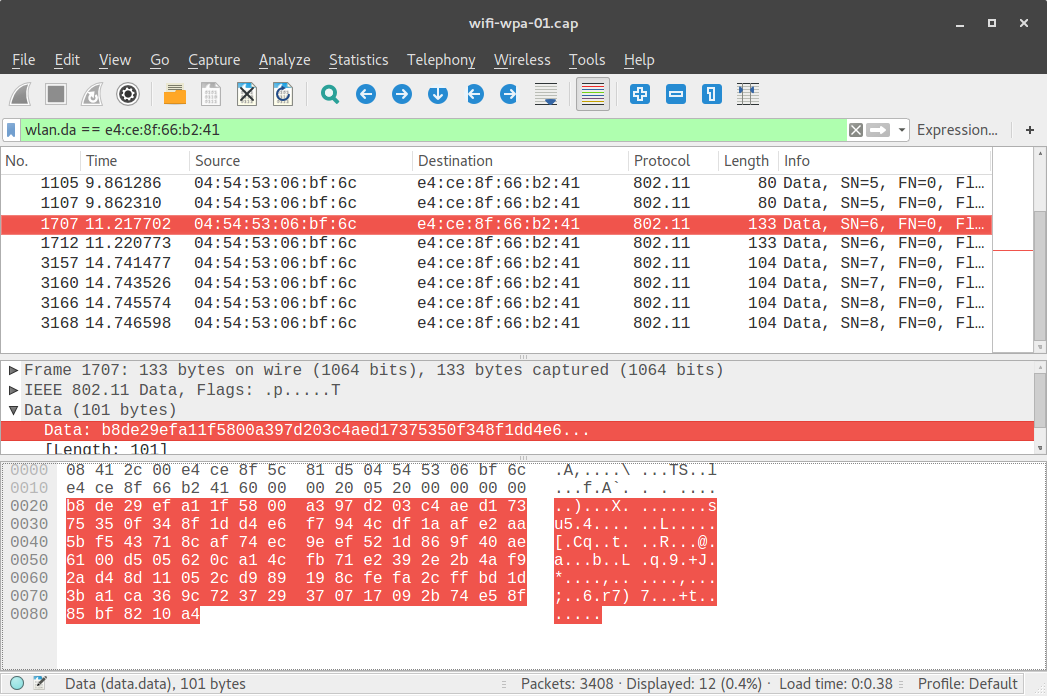 wifi-wpa-01.cap
File Edit View Go Capture Analyze Statistics Telephony Wireless Tools Help
wlan.da == e4:ce:8f:66:b2:41 Expression... +
No. Time Source Destination Protocol Length Info
1105 9.861286 04:54:53:06:bf:6c e4:ce:8f:66:b2:41 802.11 80 Data, SN=5, FN=0, Fl…
1107 9.862310 04:54:53:06:bf:6c e4:ce:8f:66:b2:41 802.11 80 Data, SN=5, FN=0, Fl…
1707 11.217702 04:54:53:06:bf:6c e4:ce:8f:66:b2:41 802.11 133 Data, SN=6, FN=0, Fl…
1712 11.220773 04:54:53:06:bf:6c e4:ce:8f:66:b2:41 802.11 133 Data, SN=6, FN=0, Fl…
3157 14.741477 04:54:53:06:bf:6c e4:ce:8f:66:b2:41 802.11 104 Data, SN=7, FN=0, Fl…
3160 14.743526 04:54:53:06:bf:6c e4:ce:8f:66:b2:41 802.11 104 Data, SN=7, FN=0, Fl…
3166 14.745574 04:54:53:06:bf:6c e4:ce:8f:66:b2:41 802.11 104 Data, SN=8, FN=0, Fl…
3168 14.746598 04:54:53:06:bf:6c e4:ce:8f:66:b2:41 802.11 104 Data, SN=8, FN=0, Fl…
Frame 1707: 133 bytes on wire (1064 bits), 133 bytes captured (1064 bits)
IEEE 802.11 Data, Flags: .p.....T
Data (101 bytes)
Data: b8de29efa11f5800a397d203c4aed17375350f348f1dd4e6...
[Length: 101]
0000 08 41 2c 00 e4 ce 8f 5c 81 d5 04 54 53 06 bf 6c .A,....\ ...TS..l
0010 e4 ce 8f 66 b2 41 60 00 00 20 05 20 00 00 00 00 ...f.A`. . . ....
0020 b8 de 29 ef a1 1f 58 00 a3 97 d2 03 c4 ae d1 73 ..)...X. .......s
0030 75 35 0f 34 8f 1d d4 e6 f7 94 4c df 1a af e2 aa u5.4.... ..L.....
0040 5b f5 43 71 8c af 74 ec 9e ef 52 1d 86 9f 40 ae [.Cq..t. ..R...@.
0050 61 00 d5 05 62 0c a1 4c fb 71 e2 39 2e 2b 4a f9 a...b..L .q.9.+J.
0060 2a d4 8d 11 05 2c d9 89 19 8c fe fa 2c ff bd 1d *....,.. ....,...
0070 3b a1 ca 36 9c 72 37 29 37 07 17 09 2b 74 e5 8f ;..6.r7) 7...+t..
0080 85 bf 82 10 a4 .....
Data (data.data), 101 bytes Packets: 3408 · Displayed: 12 (0.4%) · Load time: 0:0.38 Profile: Default